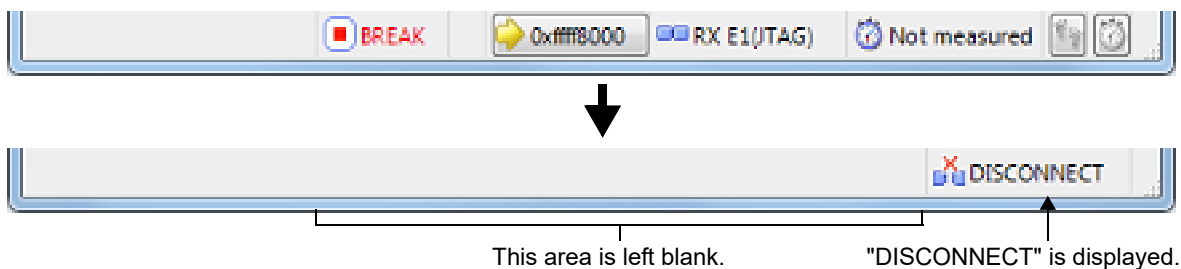 BREAK 0xffff8000 RX E1(JTAG) Not measured
DISCONNECT
This area is left blank. "DISCONNECT" is displayed.